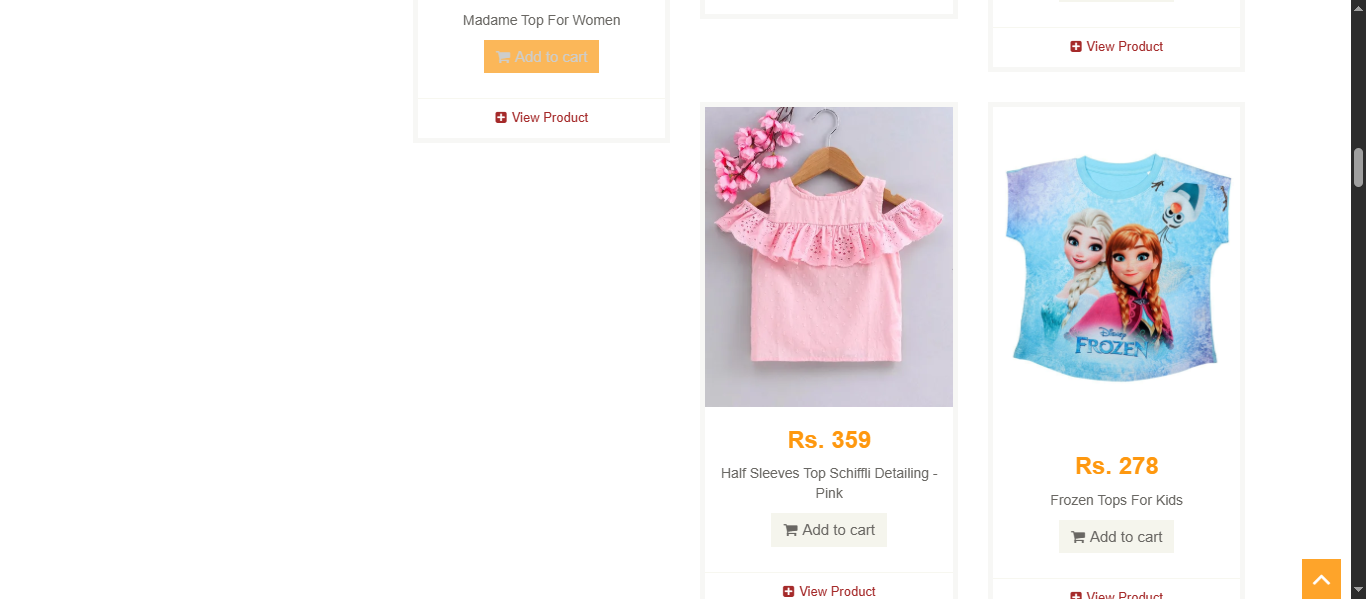 Madame Top For Women
Add to cart
View Product
View Product
Rs. 359
Half Sleeves Top Schiffli Detailing -
Pink
Add to cart
View Product
Disney
FROZEN
Rs. 278
Frozen Tops For Kids
Add to cart
View Product